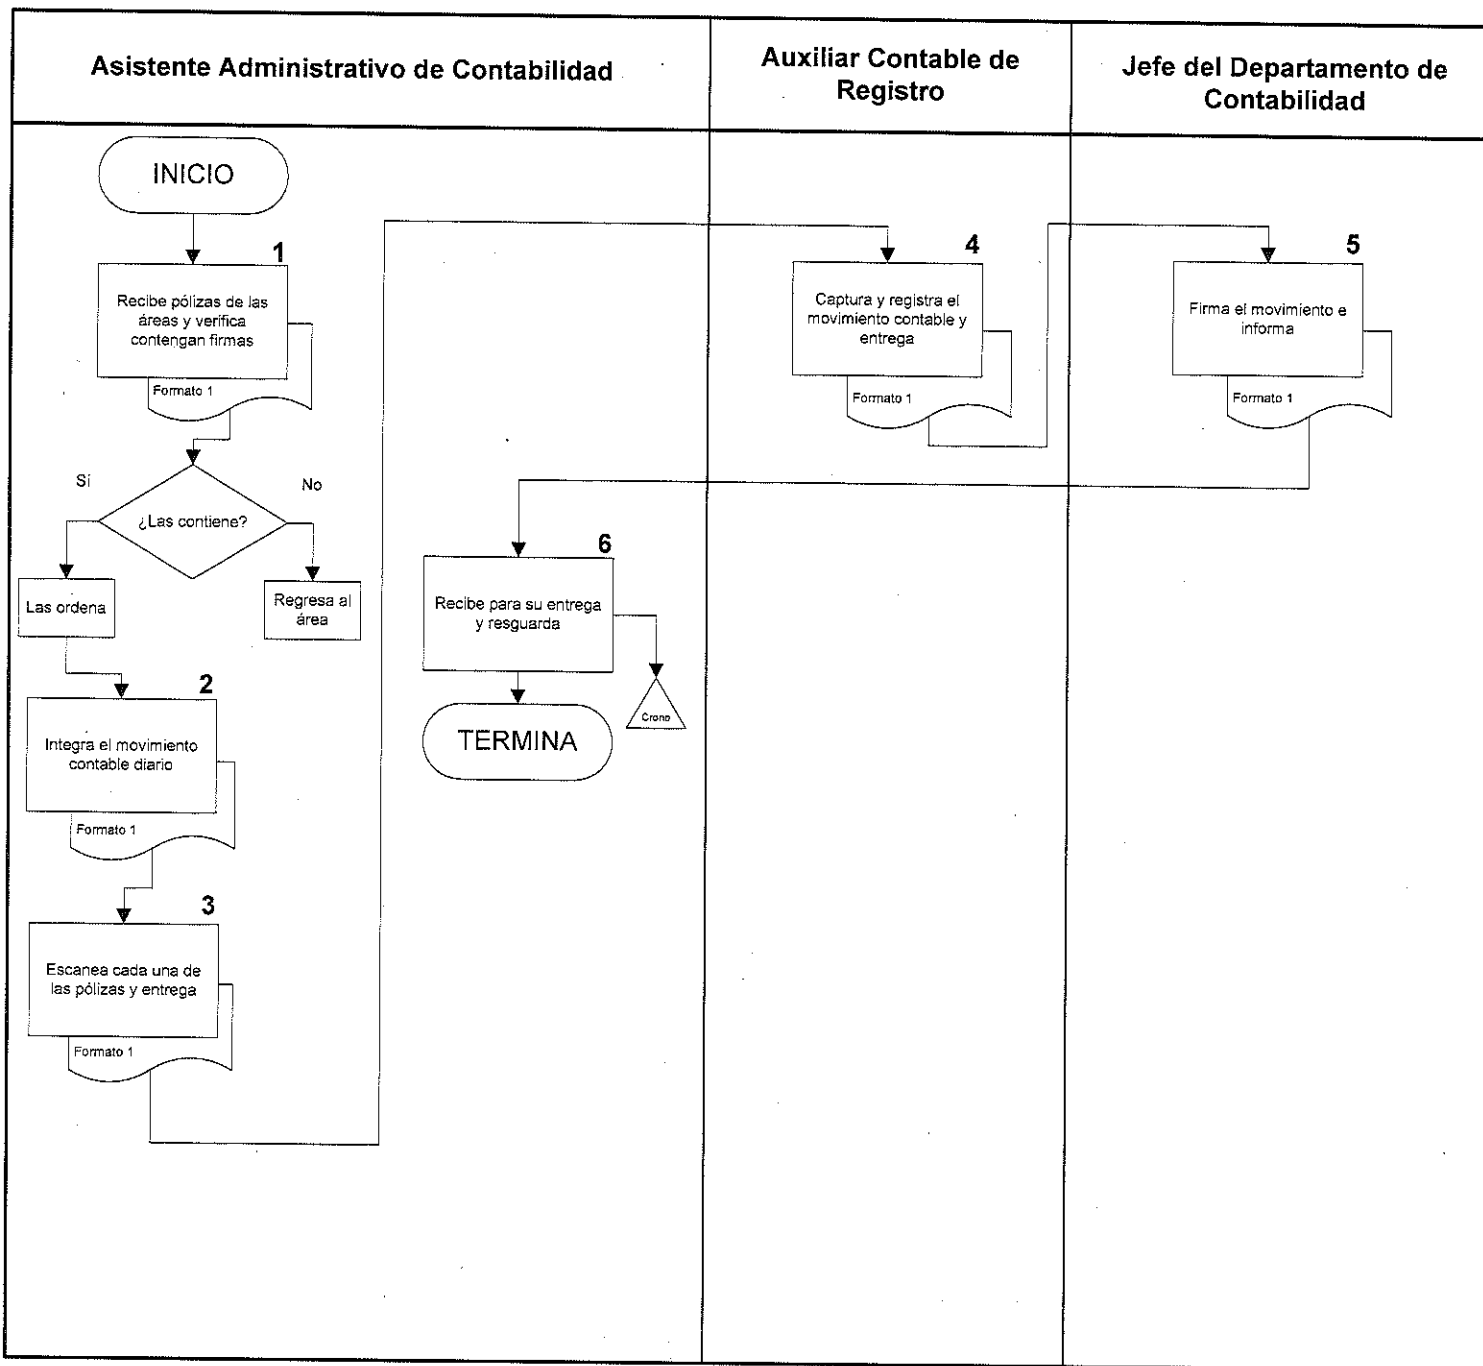 Asistente Administrativo de Contabilidad
Auxiliar Contable de
Registro
Jefe del Departamento de
Contabilidad
INICIO
1
Recibe pólizas de las
áreas y verifica
contengan firmas
Formato 1
Sí
No
¿Las contiene?
Las ordena
Regresa al
área
2
Integra el movimiento
contable diario
Formato 1
3
Escanea cada una de
las pólizas y entrega
Formato 1
4
Captura y registra el
movimiento contable y
entrega
Formato 1
5
Firma el movimiento e
informa
Formato 1
6
Recibe para su entrega
y resguarda
Crono
TERMINA